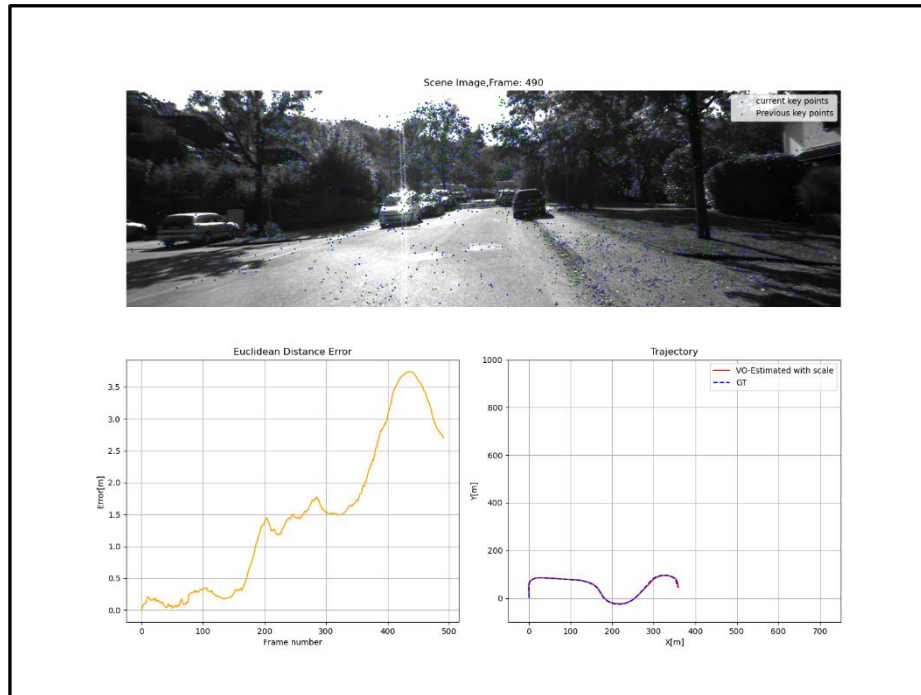 Scene Image,Frame: 490
current key points
Previous key points
Euclidean Distance Error
Error[m]
3.5
3.0
2.5
2.0
1.5
1.0
0.5
0.0
0
100
200
300
400
500
Frame number
Trajectory
VO-Estimated with scale
GT
Y[m]
1000
800
600
400
200
0
0
100
200
300
400
500
600
700
X[m]